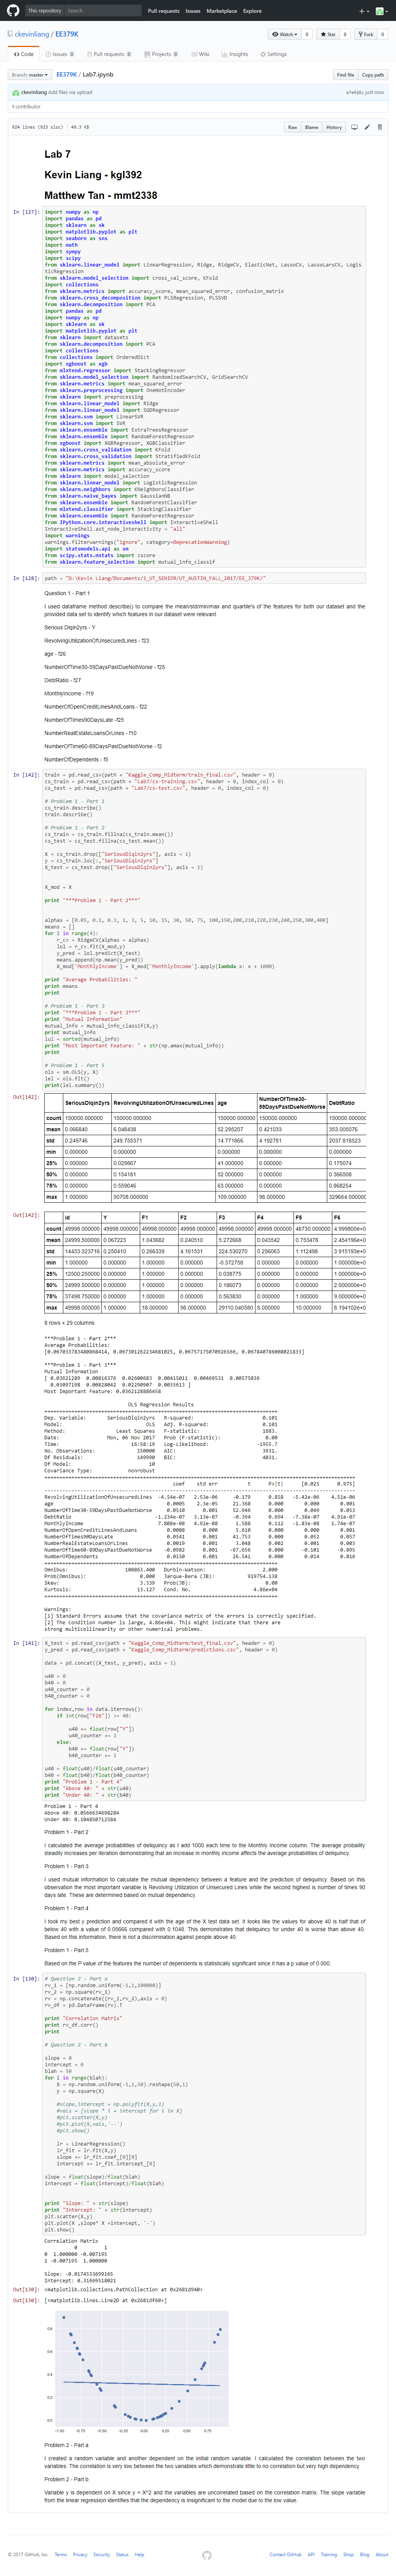 This repository Search
Pull requests Issues Marketplace Explore
ckevinliang / EE379K
Watch 0 Star 0 Fork 0
Code Issues 0 Pull requests 0 Projects 0 Wiki Insights Settings
Branch: master EE379K / Lab7.ipynb Find file Copy path
ckevinliang Add files via upload just now
1 contributor
924 lines (923 sloc) 49.3 KB Raw Blame History
Lab 7
Kevin Liang - kgl392
Matthew Tan - mmt2338
In [127]: import numpy as np
import pandas as pd
import sklearn as sk
import matplotlib.pyplot as plt
import seaborn as sns
import math
import sympy
import scipy
from sklearn.linear_model import LinearRegression, Ridge, RidgeCV, ElasticNet, LassoCV, LassoLarsCV, Logis
ticRegression
from sklearn.model_selection import cross_val_score, KFold
import collections
from sklearn.metrics import accuracy_score, mean_squared_error, confusion_matrix
from sklearn.cross_decomposition import PLSRegression, PLSSVD
from sklearn.decomposition import PCA
import pandas as pd
import numpy as np
import sklearn as sk
import matplotlib.pyplot as plt
from sklearn import datasets
from sklearn.decomposition import PCA
import collections
from collections import OrderedDict
import xgboost as xgb
from mlxtend.regressor import StackingRegressor
from sklearn.model_selection import RandomizedSearchCV, GridSearchCV
from sklearn.metrics import mean_squared_error
from sklearn.preprocessing import OneHotEncoder
from sklearn import preprocessing
from sklearn.linear_model import Ridge
from sklearn.linear_model import SGDRegressor
from sklearn.svm import LinearSVR
from sklearn.svm import SVR
from sklearn.ensemble import ExtraTreesRegressor
from sklearn.ensemble import RandomForestRegressor
from xgboost import XGBRegressor, XGBClassifier
from sklearn.cross_validation import KFold
from sklearn.cross_validation import StratifiedKFold
from sklearn.metrics import mean_absolute_error
from sklearn.metrics import accuracy_score
from sklearn import model_selection
from sklearn.linear_model import LogisticRegression
from sklearn.neighbors import KNeighborsClassifier
from sklearn.naive_bayes import GaussianNB
from sklearn.ensemble import RandomForestClassifier
from mlxtend.classifier import StackingClassifier
from sklearn.ensemble import RandomForestRegressor
from IPython.core.interactiveshell import InteractiveShell
InteractiveShell.ast_node_interactivity = "all"
import warnings
warnings.filterwarnings("ignore", category=DeprecationWarning)
import statsmodels.api as sm
from scipy.stats.mstats import zscore
from sklearn.feature_selection import mutual_info_classif
In [128]: path = "D:\Kevin Liang/Documents/1_UT_SENIOR/UT_AUSTIN_FALL_2017/EE_379K/"
Question 1 - Part 1
I used dataframe method describe() to compare the mean/std/min/max and quartile's of the features for both our dataset and the
provided data set to identify which features in our dataset were relevant.
Serious Dlqin2yrs - Y
RevolvingUtilizationOfUnsecuredLines - f23
age - f26
NumberOfTime30-59DaysPastDueNotWorse - f25
DebtRatio - f27
MonthlyIncome - f19
NumberOfOpenCreditLinesAndLoans - f22
NumberOfTimes90DaysLate -f25
NumberRealEstateLoansOrLines - f10
NumberOfTime60-89DaysPastDueNotWorse - f2
NumberOfDependents - f5
In [142]: train = pd.read_csv(path + "Kaggle_Comp_Midterm/train_final.csv", header = 0)
cs_train = pd.read_csv(path + "Lab7/cs-training.csv", header = 0, index_col = 0)
cs_test = pd.read_csv(path + "Lab7/cs-test.csv", header = 0, index_col = 0)
# Problem 1 - Part 1
cs_train.describe()
train.describe()
# Problem 1 - Part 2
cs_train = cs_train.fillna(cs_train.mean())
cs_test = cs_test.fillna(cs_test.mean())
X = cs_train.drop(["SeriousDlqin2yrs"], axis = 1)
y = cs_train.loc[:,"SeriousDlqin2yrs"]
X_test = cs_test.drop(["SeriousDlqin2yrs"], axis = 1)
X_mod = X
print "***Problem 1 - Part 2***"
alphas = [0.05, 0.1, 0.3, 1, 3, 5, 10, 15, 30, 50, 75, 100,150,200,210,220,230,240,250,300,400]
means = []
for i in range(4):
r_cv = RidgeCV(alphas = alphas)
lol = r_cv.fit(X_mod,y)
y_pred = lol.predict(X_test)
means.append(np.mean(y_pred))
X_mod['MonthlyIncome'] = X_mod['MonthlyIncome'].apply(lambda x: x + 1000)
print "Average Probabilities: "
print means
print
# Problem 1 - Part 3
print "***Problem 1 - Part 3***"
print "Mutual Information"
mutual_info = mutual_info_classif(X,y)
print mutual_info
lul = sorted(mutual_info)
print "Most Important Feature: " + str(np.amax(mutual_info))
print
# Problem 1 - Part 5
ols = sm.OLS(y, X)
lel = ols.fit()
print(lel.summary())
Out[142]:
SeriousDlqin2yrs RevolvingUtilizationOfUnsecuredLines age NumberOfTime30-59DaysPastDueNotWorse DebtRatio
count 150000.000000 150000.000000 150000.000000 150000.000000 150000.000000
mean 0.066840 6.048438 52.295207 0.421033 353.005076
std 0.249746 249.755371 14.771866 4.192781 2037.818523
min 0.000000 0.000000 0.000000 0.000000 0.000000
25% 0.000000 0.029867 41.000000 0.000000 0.175074
50% 0.000000 0.154181 52.000000 0.000000 0.366508
75% 0.000000 0.559046 63.000000 0.000000 0.868254
max 1.000000 50708.000000 109.000000 98.000000 329664.000000
Out[142]:
id Y F1 F2 F3 F4 F5 F6
count 49998.000000 49998.000000 49998.000000 49998.000000 49998.000000 49998.000000 48730.000000 4.999800e+0
mean 24999.500000 0.067223 1.043682 0.240510 5.272668 0.043542 0.753478 2.454196e+0
std 14433.323716 0.250410 0.266339 4.161031 224.530270 0.256063 1.112498 3.915193e+0
min 1.000000 0.000000 1.000000 0.000000 -0.372758 0.000000 0.000000 1.000000e+0
25% 12500.250000 0.000000 1.000000 0.000000 0.038775 0.000000 0.000000 1.000000e+0
50% 24999.500000 0.000000 1.000000 0.000000 0.186073 0.000000 0.000000 2.000000e+0
75% 37498.750000 0.000000 1.000000 0.000000 0.563830 0.000000 1.000000 9.000000e+0
max 49998.000000 1.000000 18.000000 98.000000 29110.040580 8.000000 10.000000 8.194102e+0
8 rows × 29 columns
***Problem 1 - Part 2***
Average Probabilities:
***Problem 1 - Part 3***
Mutual Information
Most Important Feature: 0.0362128886458
OLS Regression Results
Dep. Variable: SeriousDlqin2yrs R-squared: 0.101
Model: OLS Adj. R-squared: 0.101
Method: Least Squares F-statistic: 1683.
Date: Mon, 06 Nov 2017 Prob (F-statistic): 0.00
Time: 16:58:19 Log-Likelihood: -1955.7
No. Observations: 150000 AIC: 3931.
Df Residuals: 149990 BIC: 4031.
Df Model: 10
Covariance Type: nonrobust
coef std err t P>|t| [0.025 0.975]
RevolvingUtilizationOfUnsecuredLines -4.54e-07 2.53e-06 -0.179 0.858 -5.42e-06 4.51e-06
age 0.0005 2.3e-05 21.368 0.000 0.000 0.001
NumberOfTime30-59DaysPastDueNotWorse 0.0510 0.001 52.946 0.000 0.049 0.053
DebtRatio -1.234e-07 3.13e-07 -0.394 0.694 -7.38e-07 4.91e-07
MonthlyIncome 7.808e-08 4.92e-08 1.588 0.112 -1.83e-08 1.74e-07
NumberOfOpenCreditLinesAndLoans 0.0008 0.000 5.610 0.000 0.000 0.001
NumberOfTimes90DaysLate 0.0541 0.001 41.753 0.000 0.052 0.057
NumberRealEstateLoansOrLines 0.0019 0.001 3.048 0.002 0.001 0.003
NumberOfTime60-89DaysPastDueNotWorse -0.0982 0.001 -67.656 0.000 -0.101 -0.095
NumberOfDependents 0.0150 0.001 26.541 0.000 0.014 0.016
Omnibus: 100863.400 Durbin-Watson: 2.000
Prob(Omnibus): 0.000 Jarque-Bera (JB): 919754.138
Skew: 3.339 Prob(JB): 0.00
Kurtosis: 13.127 Cond. No. 4.86e+04
Warnings:
[1] Standard Errors assume that the covariance matrix of the errors is correctly specified.
[2] The condition number is large, 4.86e+04. This might indicate that there are
strong multicollinearity or other numerical problems.
In [141]: X_test = pd.read_csv(path + "Kaggle_Comp_Midterm/test_final.csv", header = 0)
y_pred = pd.read_csv(path + "Kaggle_Comp_Midterm/predictions.csv", header = 0)
data = pd.concat([X_test, y_pred], axis = 1)
u40 = 0
b40 = 0
u40_counter = 0
b40_counter = 0
for index,row in data.iterrows():
if int(row["F26"]) >= 40:
u40 += float(row["Y"])
u40_counter += 1
else:
b40 += float(row["Y"])
b40_counter += 1
u40 = float(u40)/float(u40_counter)
b40 = float(b40)/float(b40_counter)
print "Problem 1 - Part 4"
print "Above 40: " + str(u40)
print "Under 40: " + str(b40)
Problem 1 - Part 4
Above 40: 0.0566634698284
Under 40: 0.104850712584
Problem 1 - Part 2
I calculated the average probabilities of deliquincy as I add 1000 each time to the Monthly income column. The average probability
steadily increases per iteration demonstrating that an increase in monthly income affects the average probabilities of deliquincy.
Problem 1 - Part 3
I used mutual information to calculate the mutual dependency between a feature and the prediction of deliquency. Based on this
observation the most important variable is Revolving Utilization of Unsecured Lines while the second highest is number of times 90
days late. These are determined based on mutual dependency.
Problem 1 - Part 4
I took my best y prediction and compared it with the age of the X test data set. It looks like the values for above 40 is half that of
below 40 with a value of 0.05666 compared with 0.1048. This demonstrates that deliquency for under 40 is worse than above 40.
Based on this information, there is not a discrimination against people above 40.
Problem 1 - Part 5
Based on the P value of the features the number of dependents is statistically significant since it has a p value of 0.000.
In [130]: # Question 2 - Part a
rv_1 = [np.random.uniform(-1,1,100000)]
rv_2 = np.square(rv_1)
rv = np.concatenate((rv_1,rv_2),axis = 0)
rv_df = pd.DataFrame(rv).T
print "Correlation Matrix"
print rv_df.corr()
print
# Question 2 - Part b
slope = 0
intercept = 0
blah = 50
for i in range(blah):
X = np.random.uniform(-1,1,50).reshape(50,1)
y = np.square(X)
#slope,intercept = np.polyfit(X,y,1)
#vals = [slope * i + intercept for i in X]
#plt.scatter(X,y)
#plt.plot(X,vals,'--')
#plt.show()
lr = LinearRegression()
lr_fit = lr.fit(X,y)
slope += lr_fit.coef_[0][0]
intercept += lr_fit.intercept_[0]
slope = float(slope)/float(blah)
intercept = float(intercept)/float(blah)
print "Slope: " + str(slope)
print "Intercept: " + str(intercept)
plt.scatter(X,y)
plt.plot(X ,slope* X +intercept, '-')
plt.show()
Correlation Matrix
0 1
0 1.000000 -0.007195
1 -0.007195 1.000000
Slope: -0.0174533699165
Intercept: 0.31669518021
Out[130]: <matplotlib.collections.PathCollection at 0x2681d940>
Out[130]: [<matplotlib.lines.Line2D at 0x2681df60>]
0.8
0.6
0.4
0.2
0.0
-1.00 -0.75 -0.50 -0.25 0.00 0.25 0.50 0.75
Problem 2 - Part a
I created a random variable and another dependent on the initial random variable. I calculated the correlation between the two
variables. The correlation is very low between the two variables which demonstrate little to no correlation but very high dependency.
Problem 2 - Part b
Variable y is dependent on X since y = X^2 and the variables are uncorrelated based on the correlation matrix. The slope variable
from the linear regression identifies that the dependency is insignificant to the model due to the low value.
© 2017 GitHub, Inc. Terms Privacy Security Status Help Contact GitHub API Training Shop Blog About